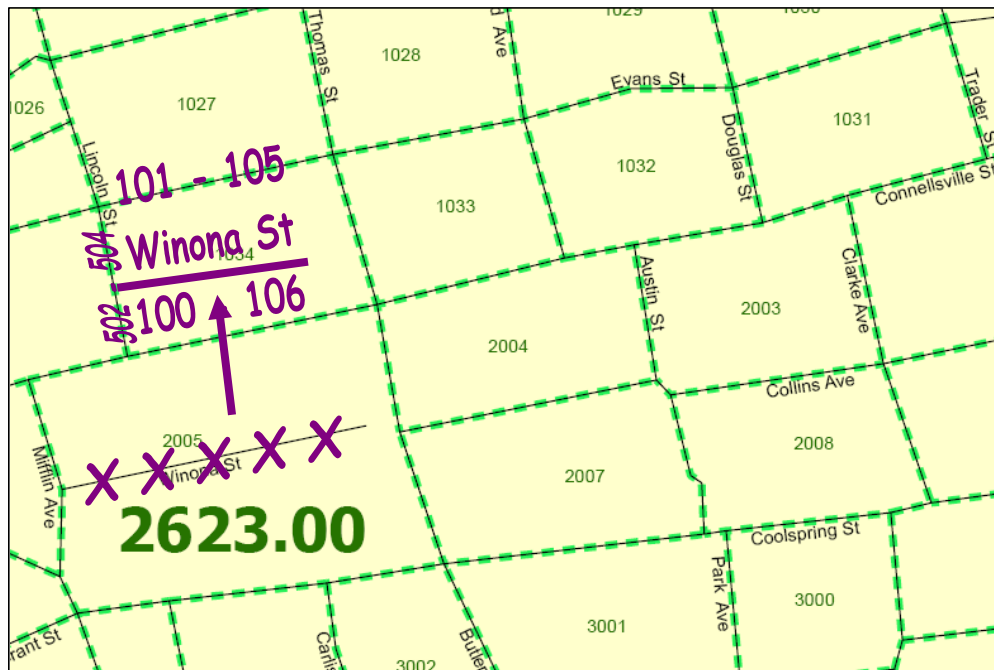 1029
1030
1028
Thomas St
d Ave
Evans St
1026
1027
Trader St
1031
Douglas St
Lincoln St
1032
101 - 105
Connellsville St
1033
504
Winona St
1034
Austin St
Clarke Ave
502
100
106
2003
2004
Collins Ave
2005
2008
Mifflin Ave
Winona St
2007
2623.00
Coolspring St
Park Ave
3000
3001
rant St
Carlis
Butler
3002